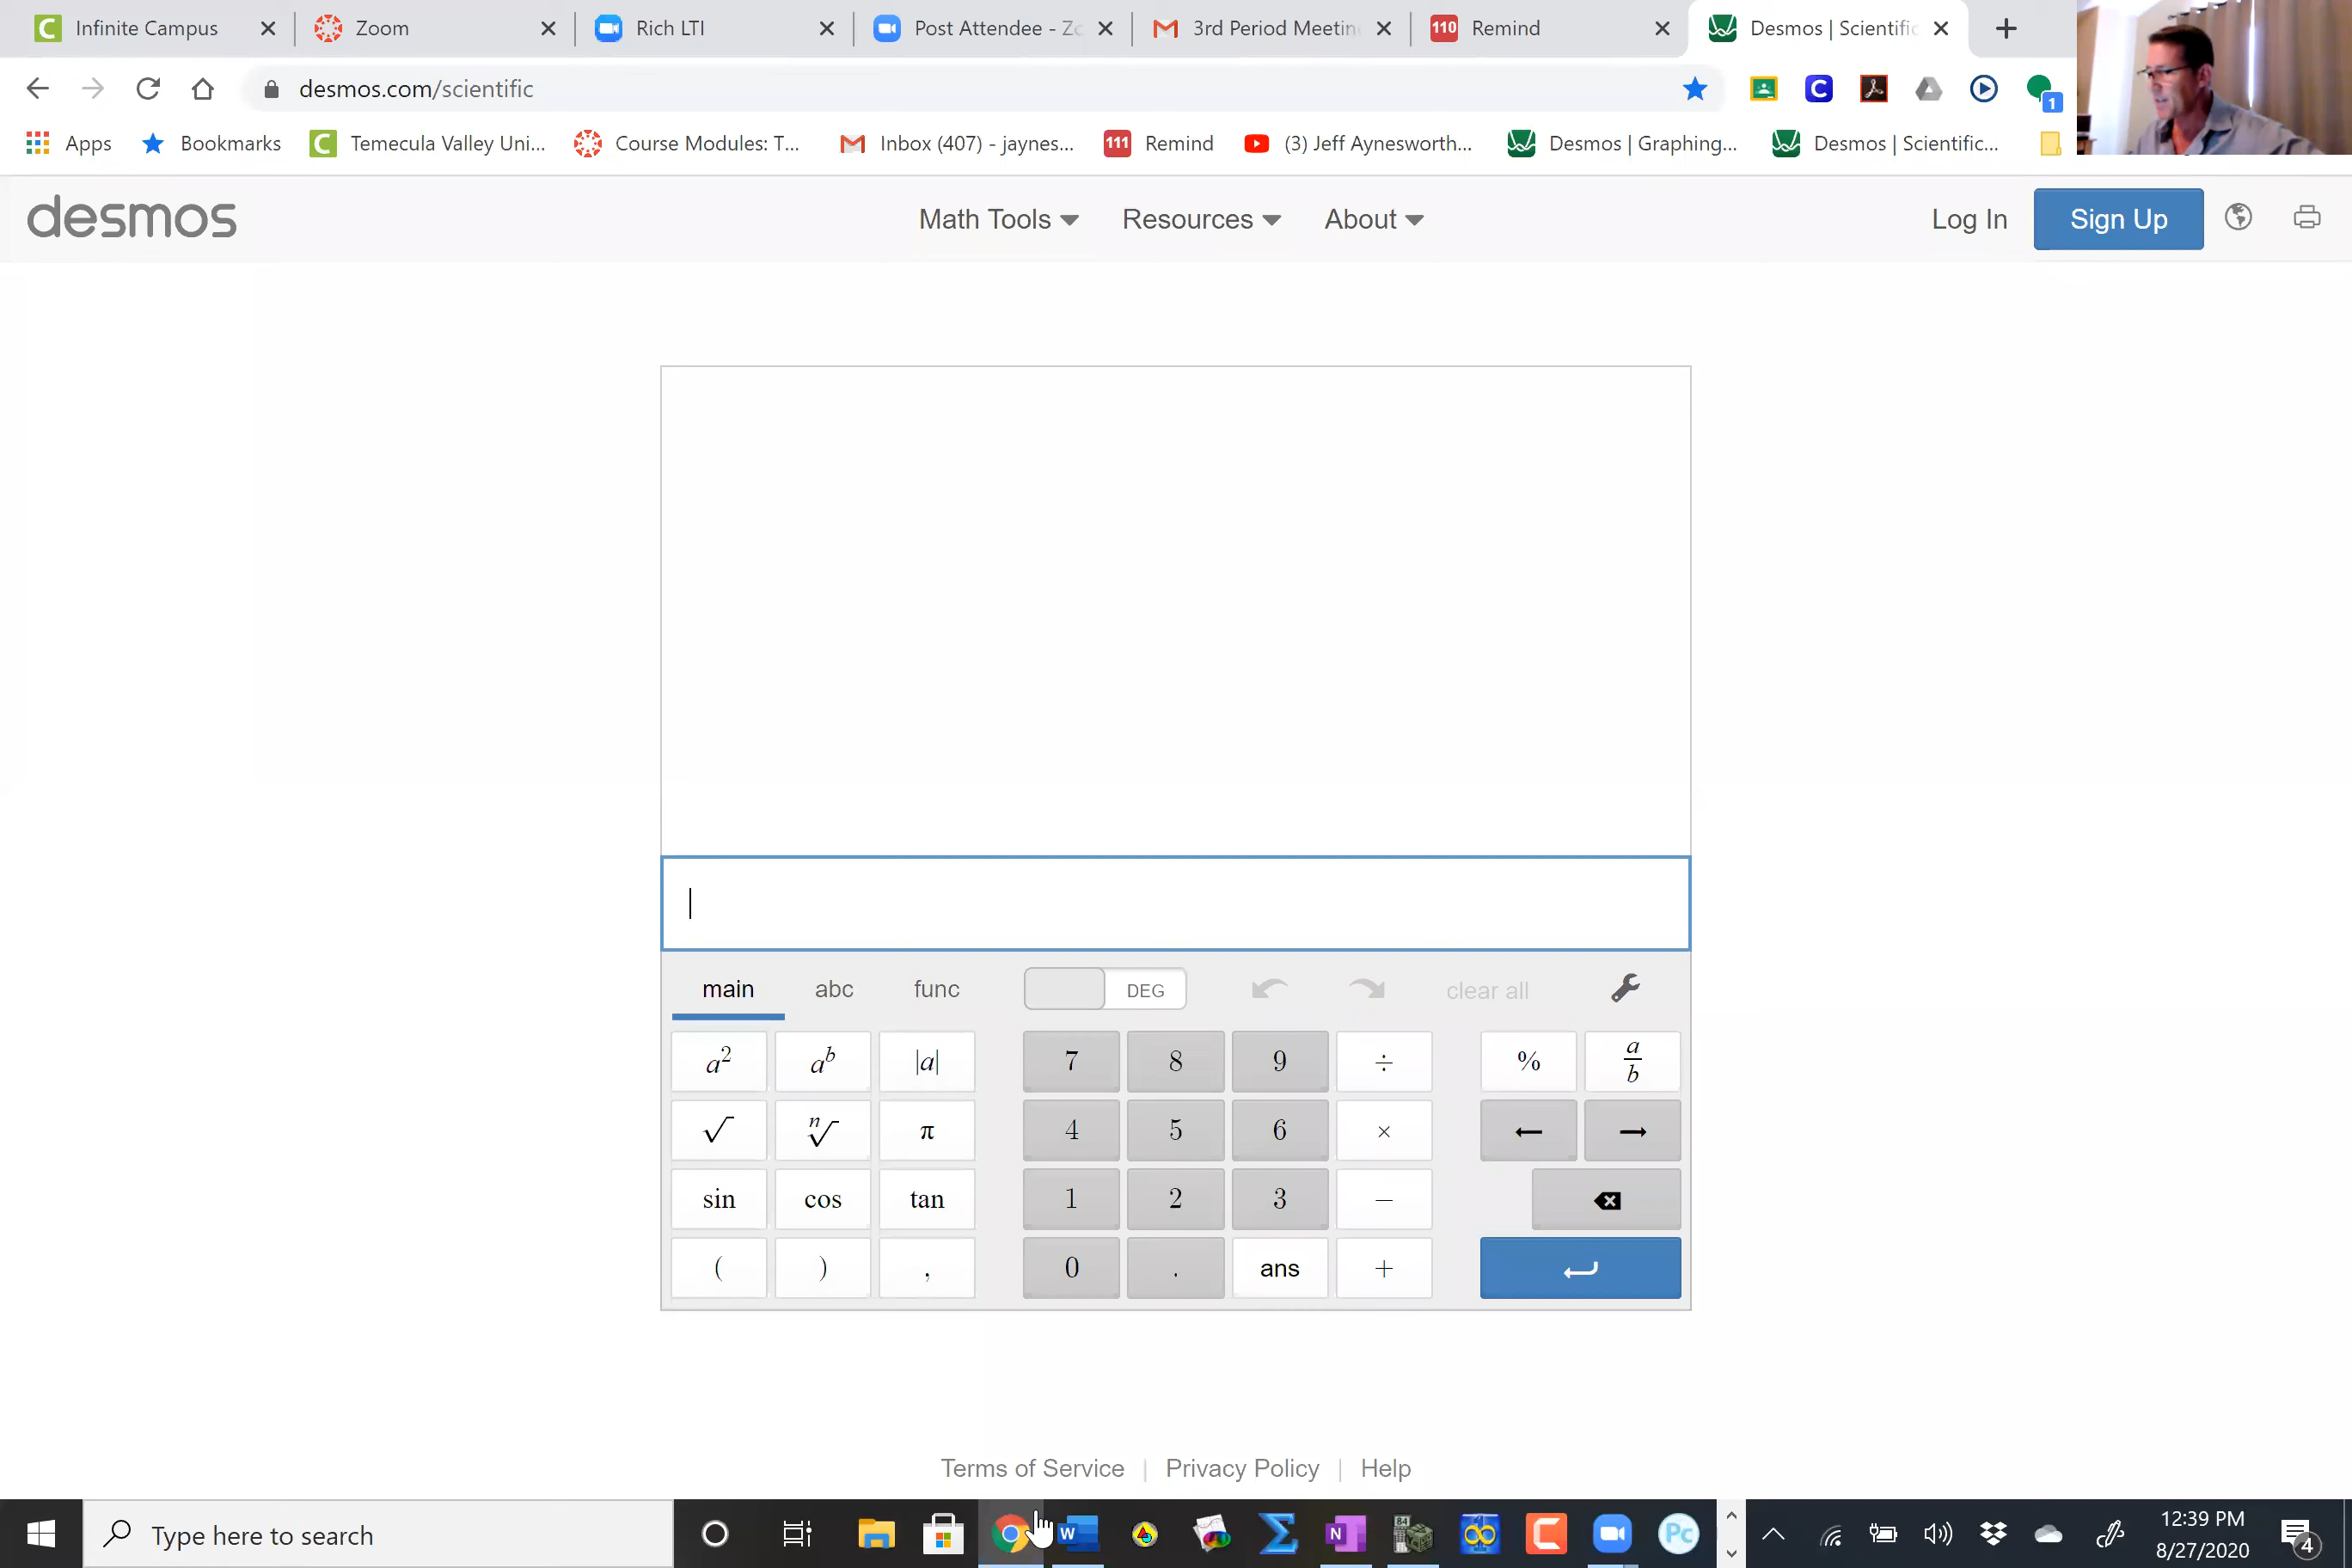 Infinite Campus
Zoom
Rich LTI
Post Attendee - Zo
3rd Period Meetin
110
Remind
Desmos | Scientific
desmos.com/scientific
1
Apps
Bookmarks
Temecula Valley Uni...
Course Modules: T...
Inbox (407) - jaynes...
111
Remind
(3) Jeff Aynesworth...
Desmos | Graphing...
Desmos | Scientific...
desmos
Math Tools
Resources
About
Log In
Sign Up
main
abc
func
DEG
clear all
a²
aᵇ
|a|
7
8
9
÷
%
a/b
√
ⁿ√
π
4
5
6
×
←
→
sin
cos
tan
1
2
3
−
(
)
,
0
.
ans
+
Terms of Service | Privacy Policy | Help
Type here to search
12:39 PM
8/27/2020
4